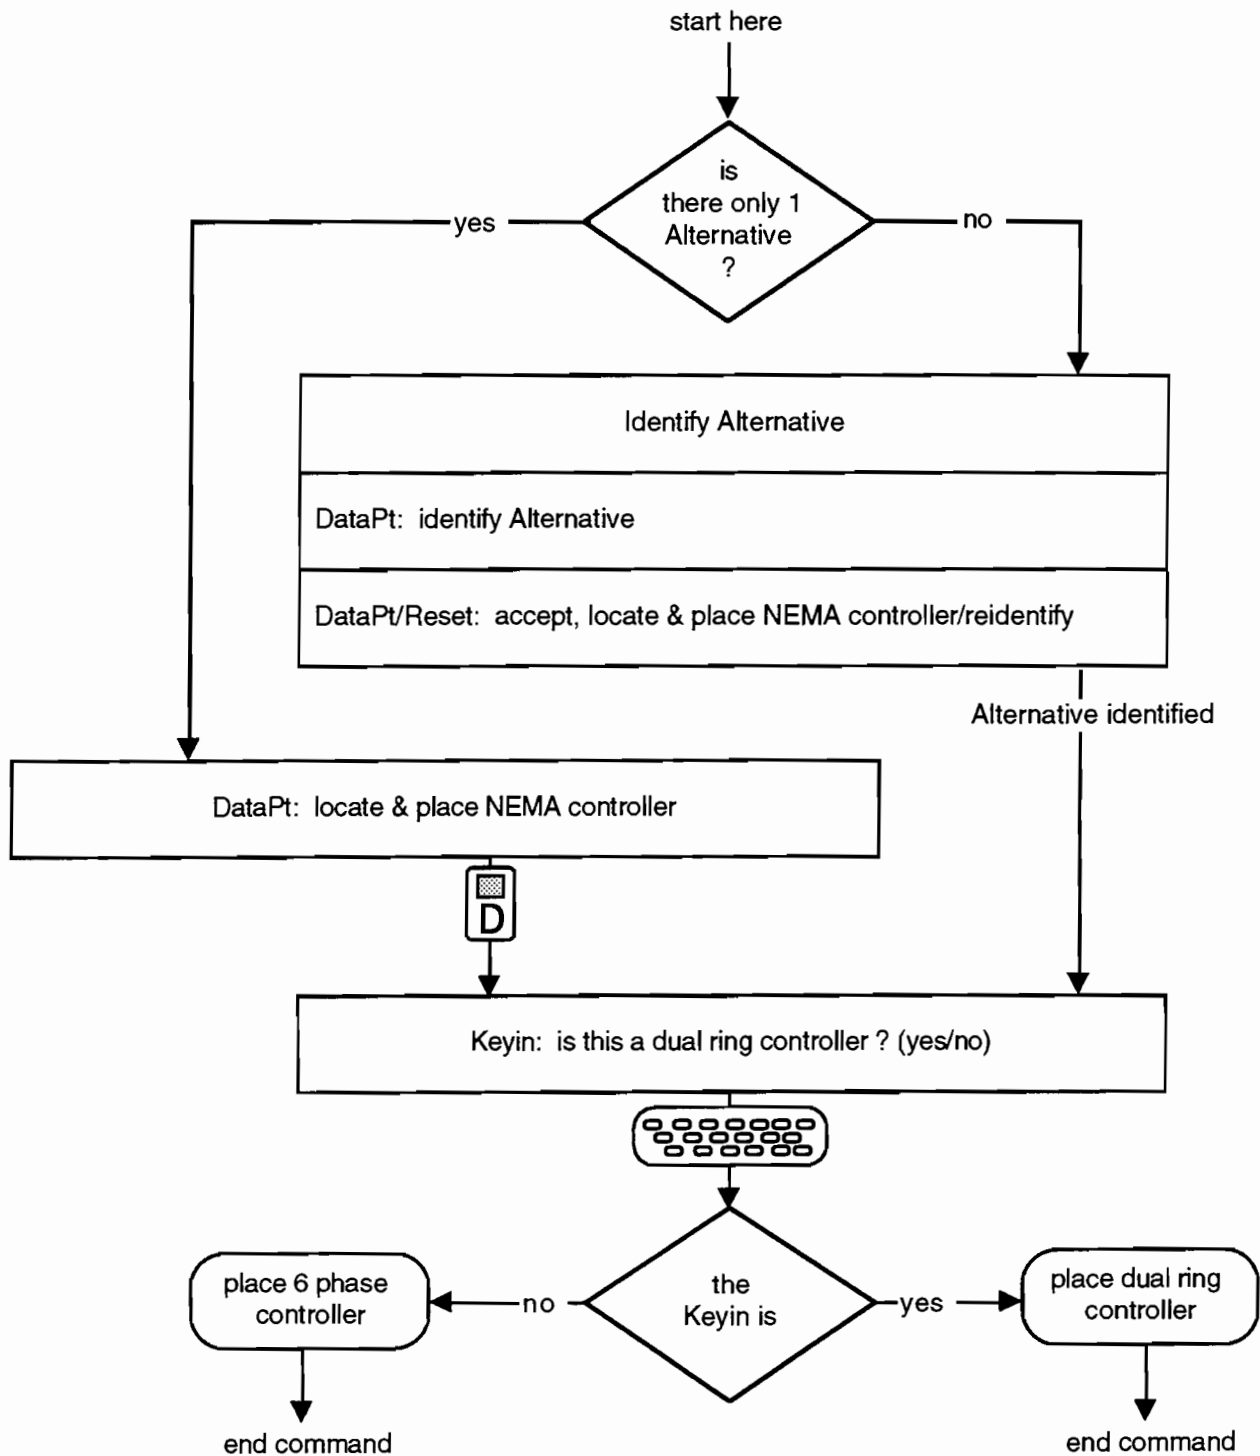 start here
is
there only 1
Alternative
?
yes
no
Identify Alternative
DataPt: identify Alternative
DataPt/Reset: accept, locate & place NEMA controller/reidentify
Alternative identified
DataPt: locate & place NEMA controller
D
Keyin: is this a dual ring controller ? (yes/no)
the
Keyin is
no
yes
place 6 phase
controller
place dual ring
controller
end command
end command